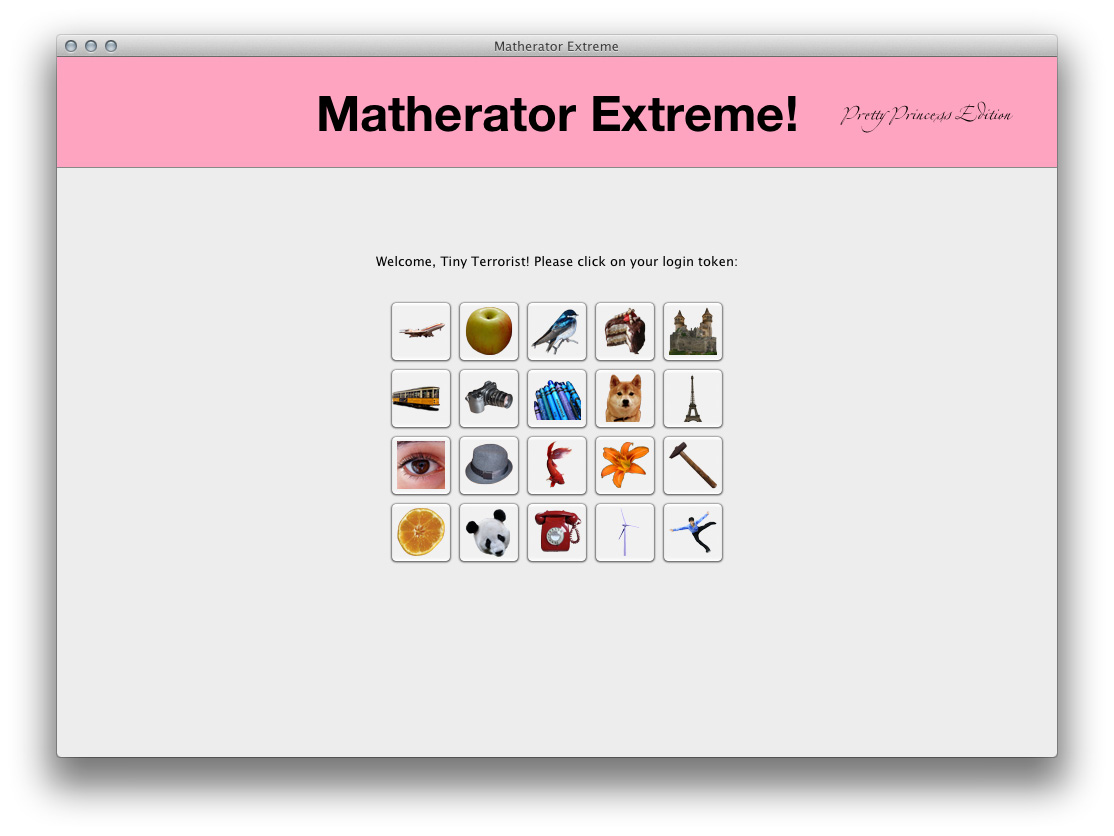 Matherator Extreme
Matherator Extreme!
Pretty Princess Edition
Welcome, Tiny Terrorist! Please click on your login token: